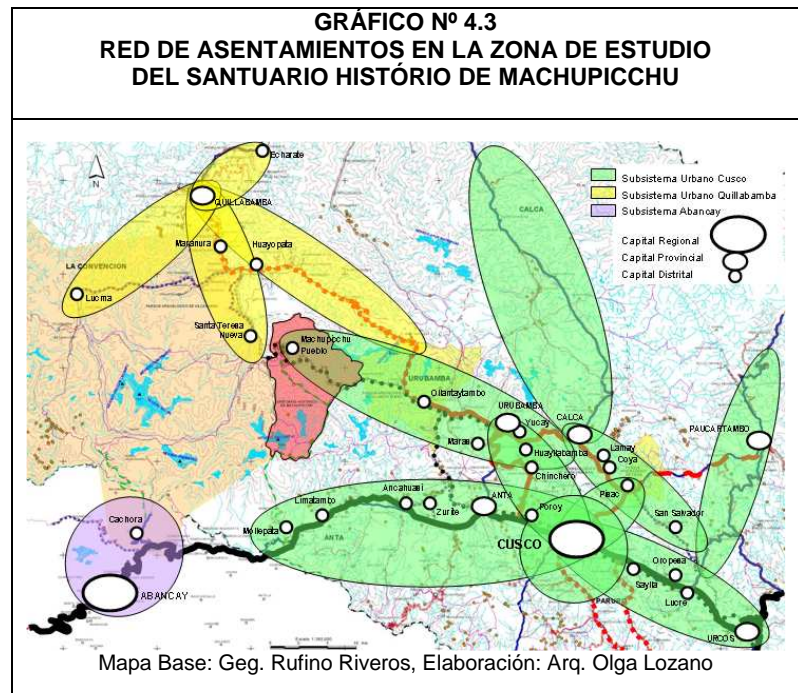 GRÁFICO Nº 4.3
RED DE ASENTAMIENTOS EN LA ZONA DE ESTUDIO
DEL SANTUARIO HISTÓRIO DE MACHUPICCHU
Echarate
N
QUILLABAMBA
Subsistema Urbano Cusco
Subsistema Urbano Quillabamba
Subsistema Abancay
CALCA
Capital Regional
Capital Provincial
Capital Distrital
Maranura
Huayopata
LA CONVENCION
Lucma
Santa Teresa
Nueva
Machupicchu
Pueblo
URUBAMBA
Ollantaytambo
URUBAMBA
Yucay
CALCA
PAUCARTAMBO
Maras
Huayllabamba
Lamay
Coya
Chinchero
Pisac
Ancahuasi
Limatambo
Zurite
ANTA
Poroy
San Salvador
Cachora
Mollepata
ANTA
CUSCO
Oropesa
Saylla
Lucre
ABANCAY
PARURO
URCOS
Mapa Base: Geg. Rufino Riveros, Elaboración: Arq. Olga Lozano